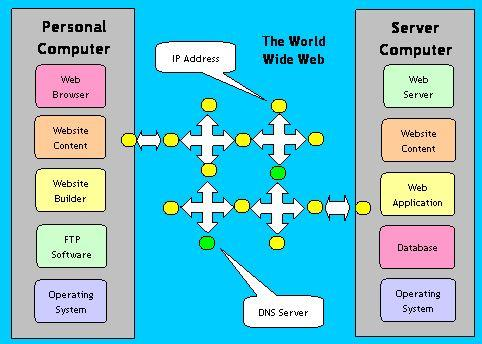 Personal
Computer
Web
Browser
Website
Content
Website
Builder
FTP
Software
Operating
System
IP Address
The World
Wide Web
DNS Server
Server
Computer
Web
Server
Website
Content
Web
Application
Database
Operating
System